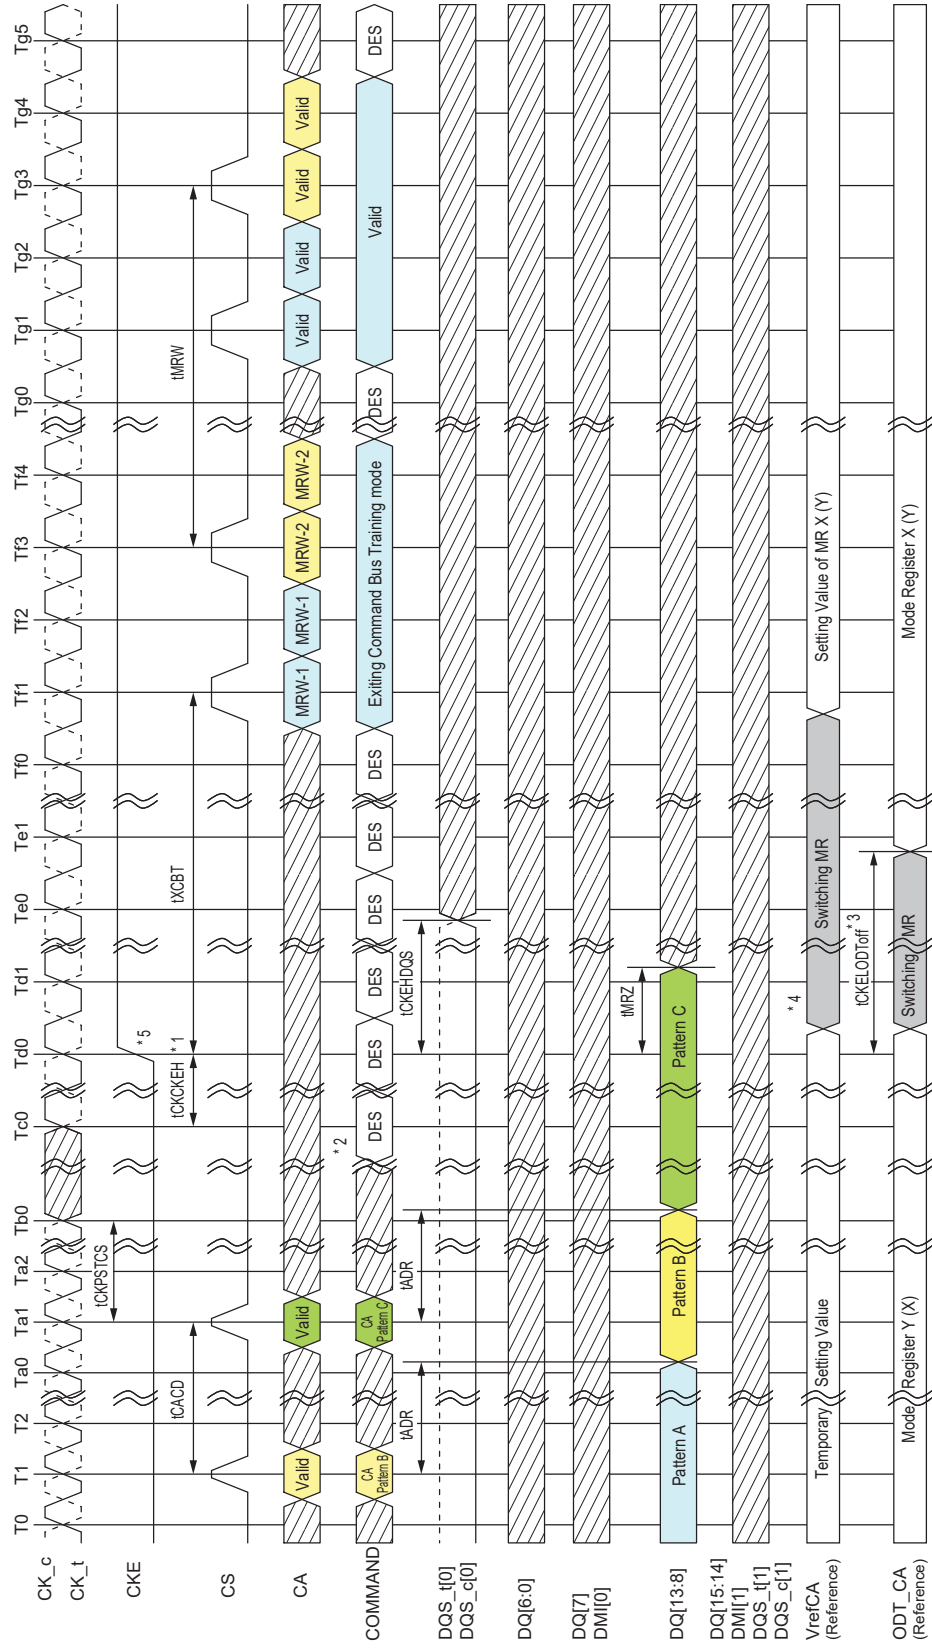 T0 T1 T2 Ta0 Ta1 Ta2 Tb0 Tc0 Td0 Td1 Te0 Te1 Tf0 Tf1 Tf2 Tf3 Tf4 Tg0 Tg1 Tg2 Tg3 Tg4 Tg5
CK_c
CK_t
tCKPSTCS
CKE
* 5
tCACD
tCKCKEH * 1
tXCBT
tMRW
CS
CA
Valid Valid MRW-1 MRW-1 MRW-2 MRW-2 Valid Valid Valid Valid
* 2
COMMAND
CA
Pattern B
CA
Pattern C
DES DES DES DES DES DES Exiting Command Bus Training mode DES Valid DES
tADR tADR tCKEHDQS
DQS_t[0]
DQS_c[0]
DQ[6:0]
DQ[7]
DMI[0]
tMRZ
DQ[13:8]
Pattern A Pattern B Pattern C
DQ[15:14]
DMI[1]
DQS_t[1]
DQS_c[1]
* 4
VrefCA
(Reference)
Temporary Setting Value Switching MR Setting Value of MR X (Y)
tCKELODToff * 3
ODT_CA
(Reference)
Mode Register Y (X) Switching MR Mode Register X (Y)